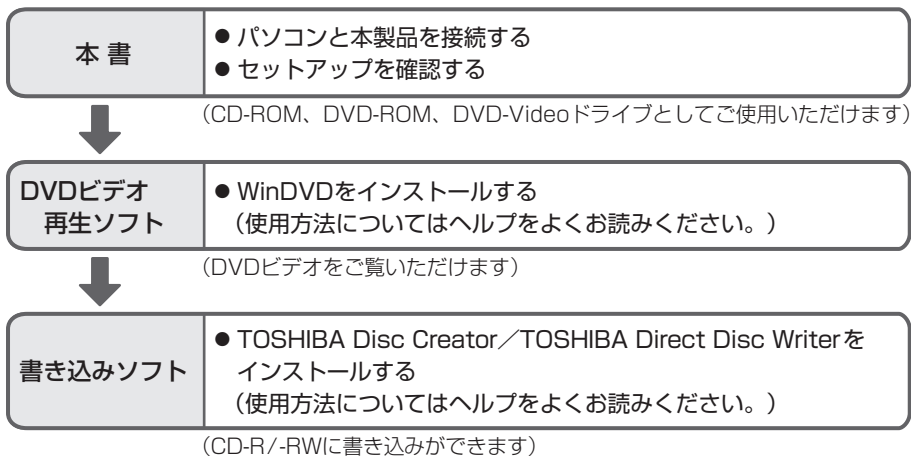 本 書
● パソコンと本製品を接続する
● セットアップを確認する
（CD-ROM、DVD-ROM、DVD-Videoドライブとしてご使用いただけます）
DVDビデオ
再生ソフト
● WinDVDをインストールする
（使用方法についてはヘルプをよくお読みください。）
（DVDビデオをご覧いただけます）
書き込みソフト
● TOSHIBA Disc Creator／TOSHIBA Direct Disc Writerを
インストールする
（使用方法についてはヘルプをよくお読みください。）
（CD-R/-RWに書き込みができます）